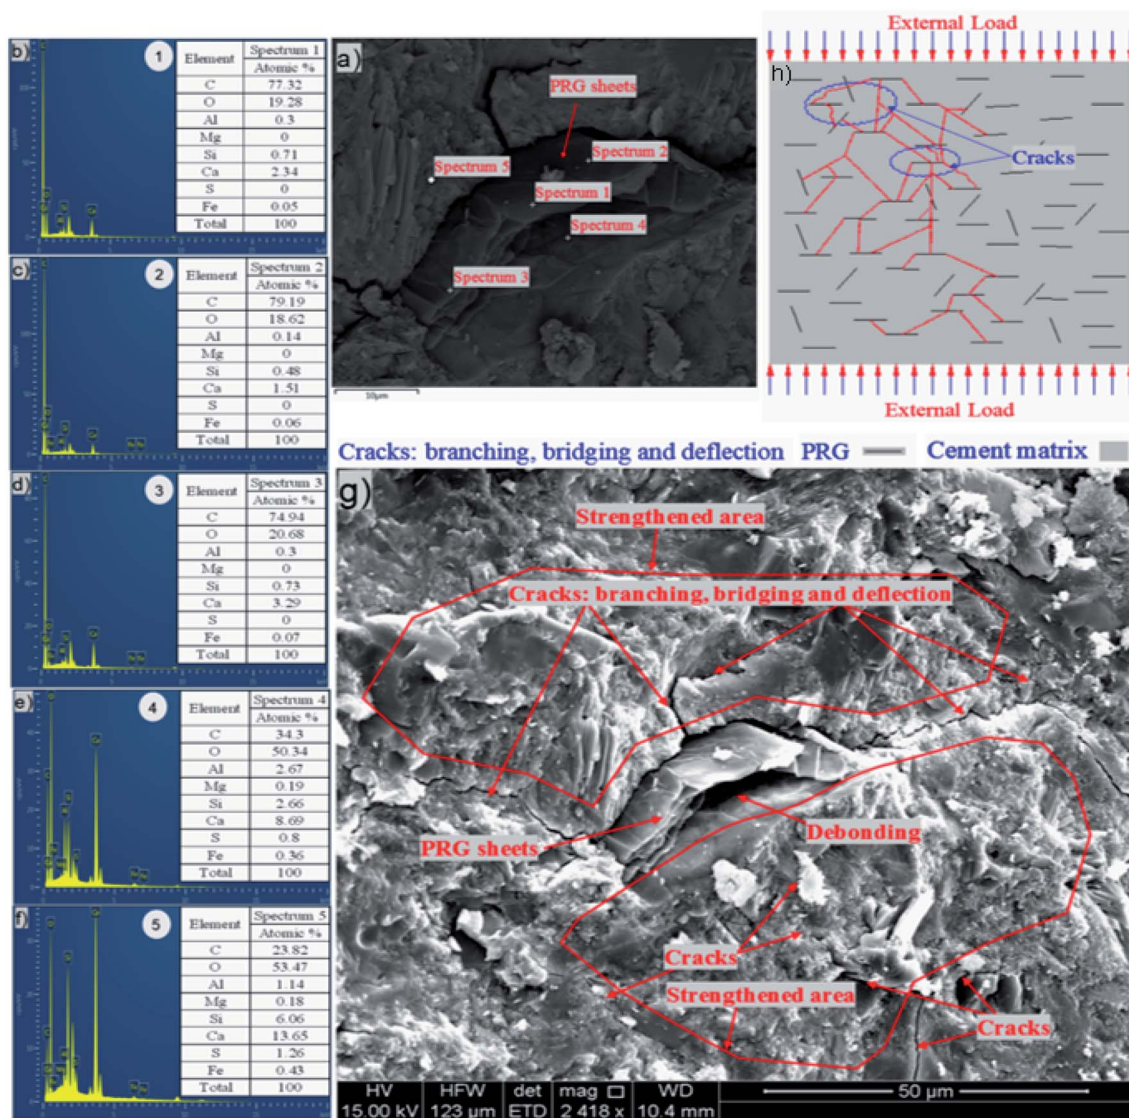 b)
1
Element Spectrum 1
Atomic %
C 77.32
O 19.28
Al 0.3
Mg 0
Si 0.71
Ca 2.34
S 0
Fe 0.05
Total 100
c)
2
Element Spectrum 2
Atomic %
C 79.19
O 18.62
Al 0.14
Mg 0
Si 0.48
Ca 1.51
S 0
Fe 0.06
Total 100
d)
3
Element Spectrum 3
Atomic %
C 74.94
O 20.68
Al 0.3
Mg 0
Si 0.73
Ca 3.29
S 0
Fe 0.07
Total 100
e)
4
Element Spectrum 4
Atomic %
C 34.3
O 50.34
Al 2.67
Mg 0.19
Si 2.66
Ca 8.69
S 0.8
Fe 0.36
Total 100
f)
5
Element Spectrum 5
Atomic %
C 23.82
O 53.47
Al 1.14
Mg 0.18
Si 6.06
Ca 13.65
S 1.26
Fe 0.43
Total 100
a)
PRG sheets
Spectrum 2
Spectrum 5
Spectrum 1
Spectrum 4
Spectrum 3
10µm
External Load
h)
Cracks
External Load
Cracks: branching, bridging and deflection PRG Cement matrix
g)
Strengthened area
Cracks: branching, bridging and deflection
PRG sheets
Debonding
Cracks
Strengthened area
Cracks
HV HFW det mag WD 50 µm
15.00 kV 123 µm ETD 2 418 x 10.4 mm